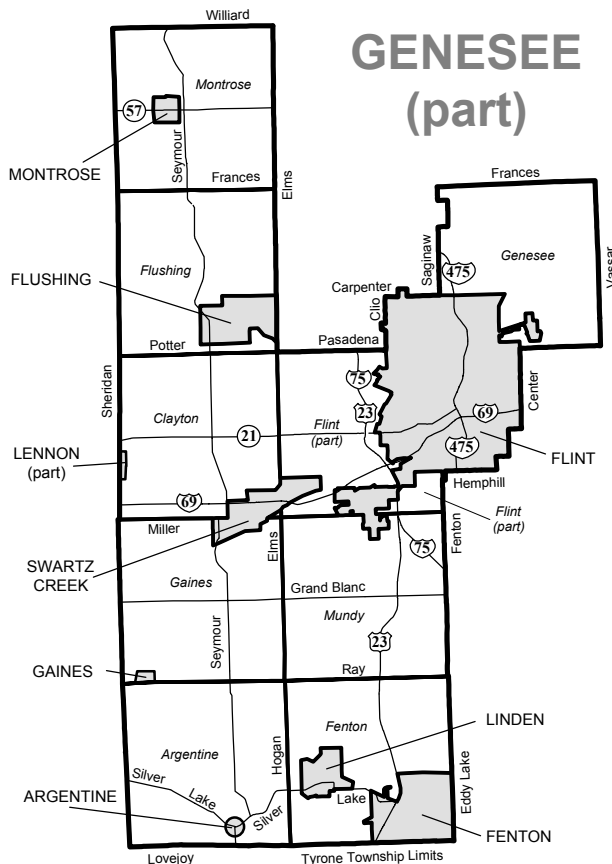 Williard
GENESEE
(part)
Montrose
57
MONTROSE
Seymour
Frances
Elms
Frances
Saginaw
Genesee
Vassar
475
Flushing
FLUSHING
Carpenter
Clio
Potter
Pasadena
Sheridan
75
23
Clayton
Flint
(part)
21
69
Center
475
LENNON
(part)
FLINT
Hemphill
69
Flint
(part)
Miller
Elms
Fenton
75
SWARTZ
CREEK
Gaines
Grand Blanc
Mundy
Seymour
23
GAINES
Ray
LINDEN
Fenton
Argentine
Hogan
Silver
Lake
Silver
Lake
Eddy Lake
ARGENTINE
FENTON
Lovejoy
Tyrone Township Limits